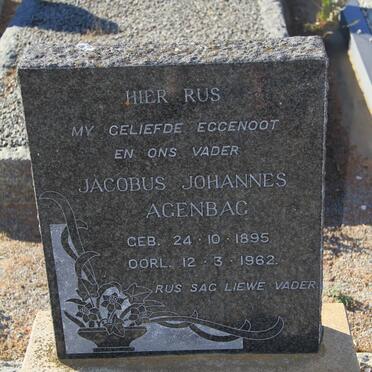 HIER RUS
MY GELIEFDE EGGENOOT
EN ONS VADER
JACOBUS JOHANNES
AGENBAG
GEB. 24 · 10 · 1895
OORL. 12 · 3 · 1962.
RUS SAG LIEWE VADER.